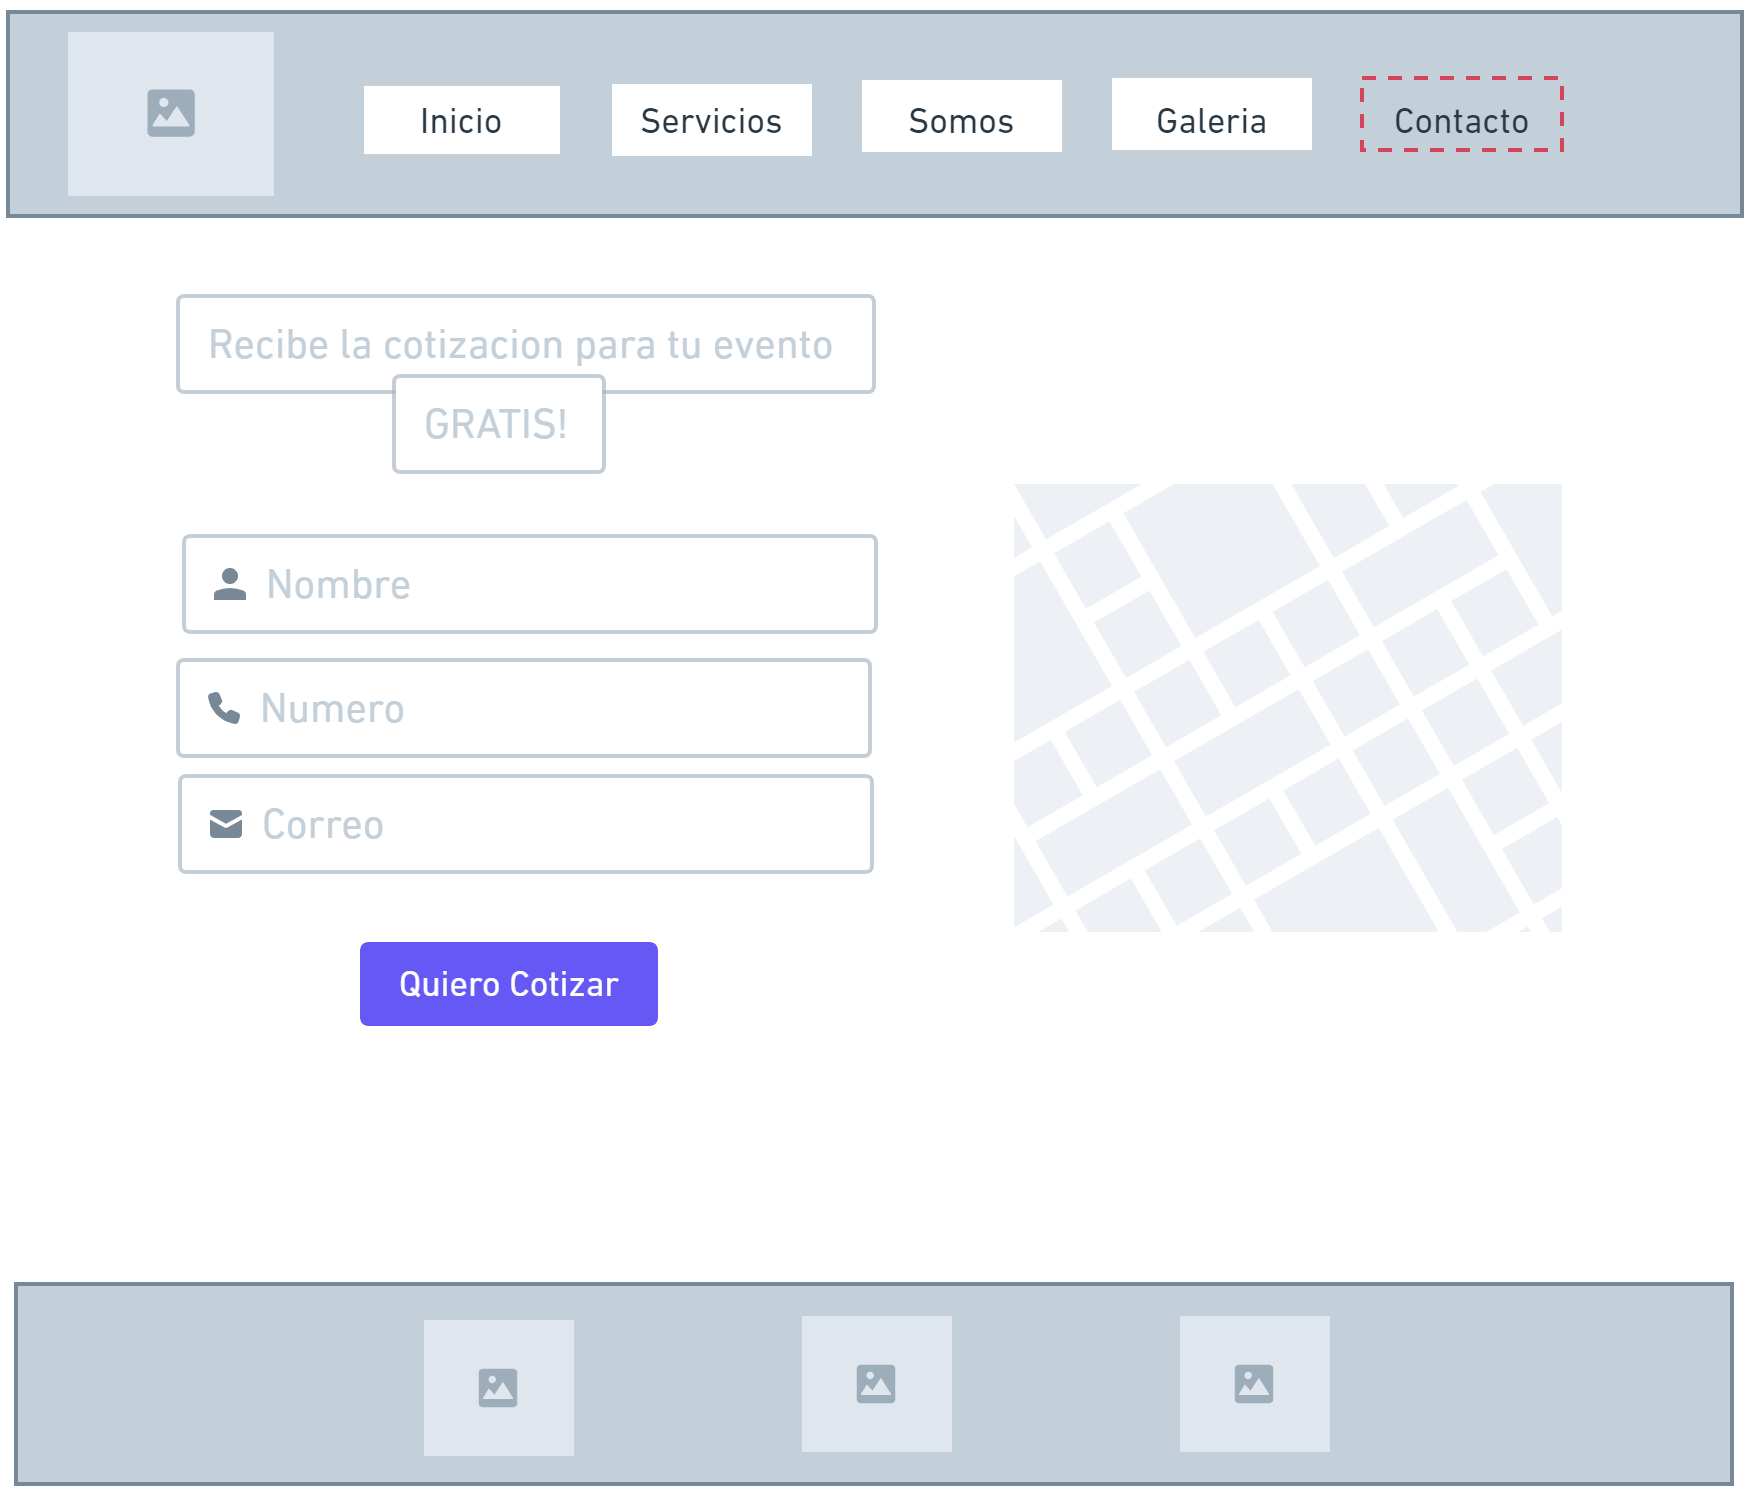 Inicio
Servicios
Somos
Galeria
Contacto
Recibe la cotizacion para tu evento
GRATIS!
Nombre
Numero
Correo
Quiero Cotizar